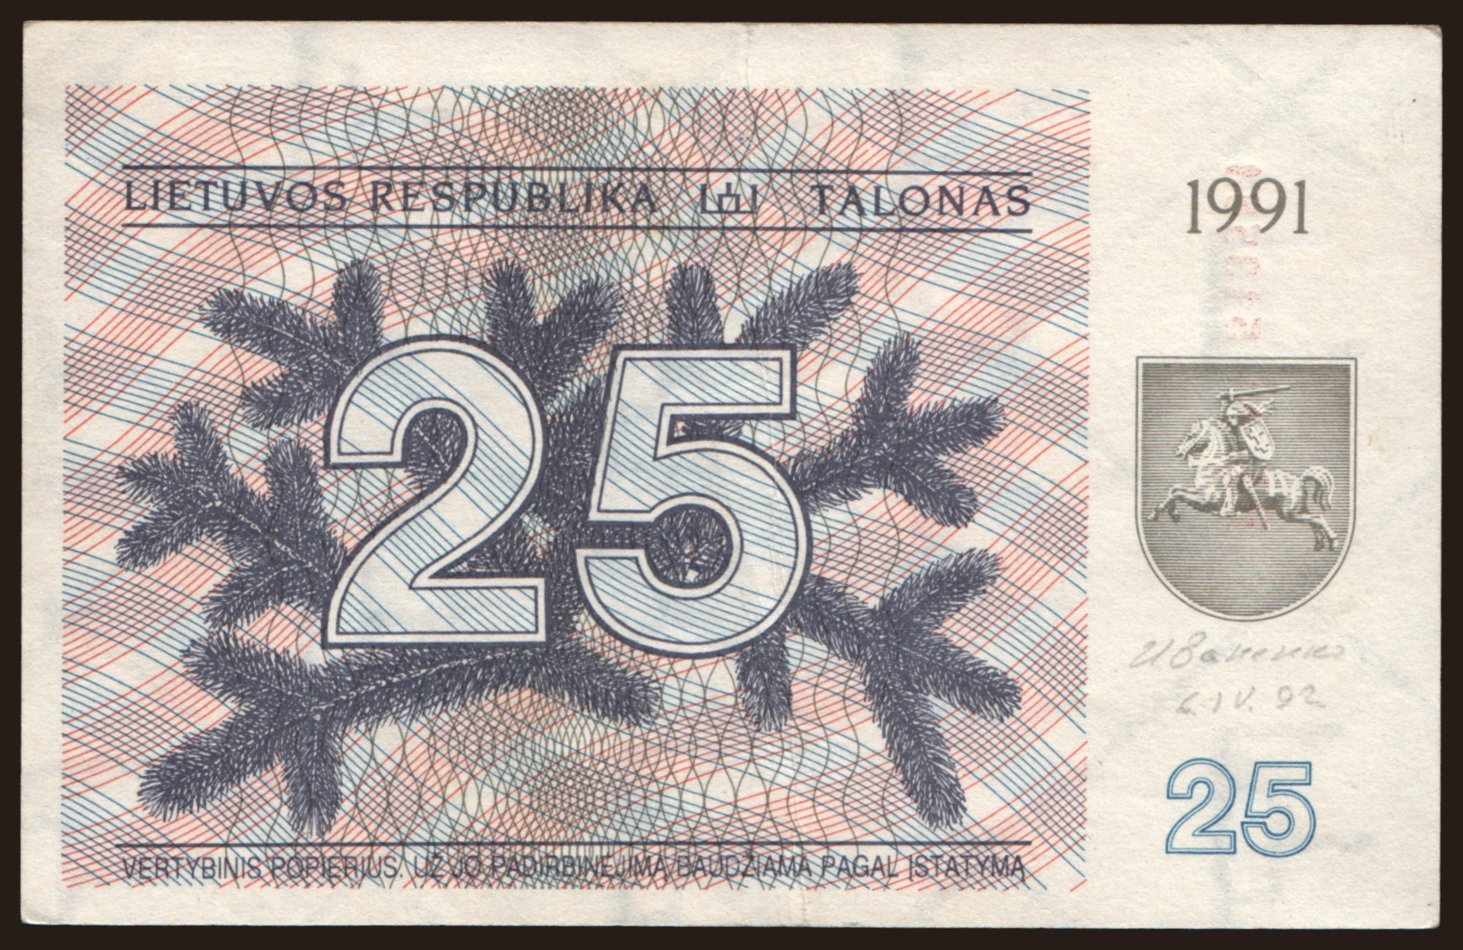 LIETUVOS RESPUBLIKA TALONAS
1991
25
VERTYBINIS POPIERIUS. UŽ JO PADIRBINĖJIMĄ BAUDŽIAMA PAGAL ĮSTATYMĄ
25